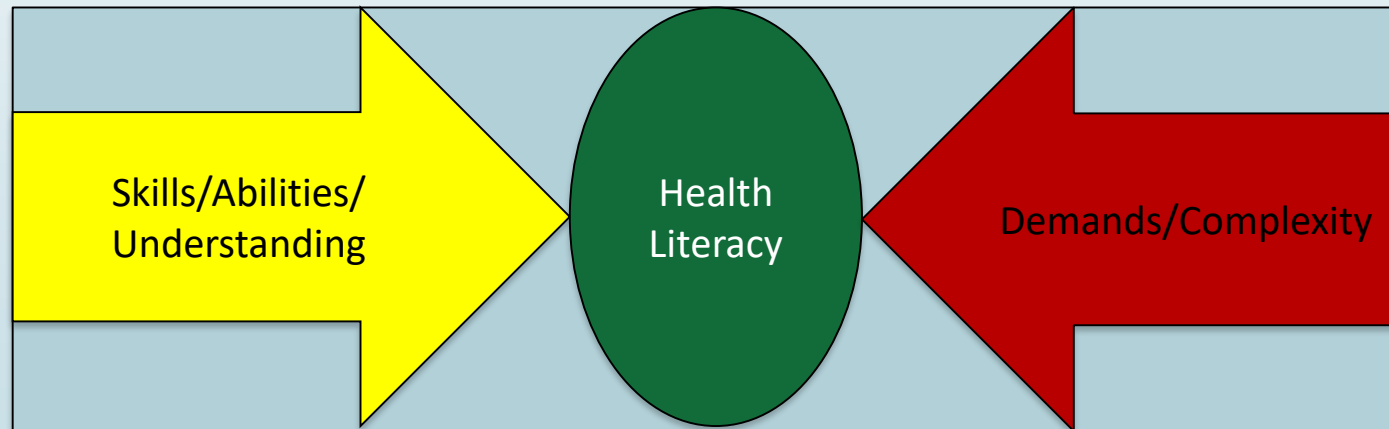 Skills/Abilities/
Understanding
Health
Literacy
Demands/Complexity